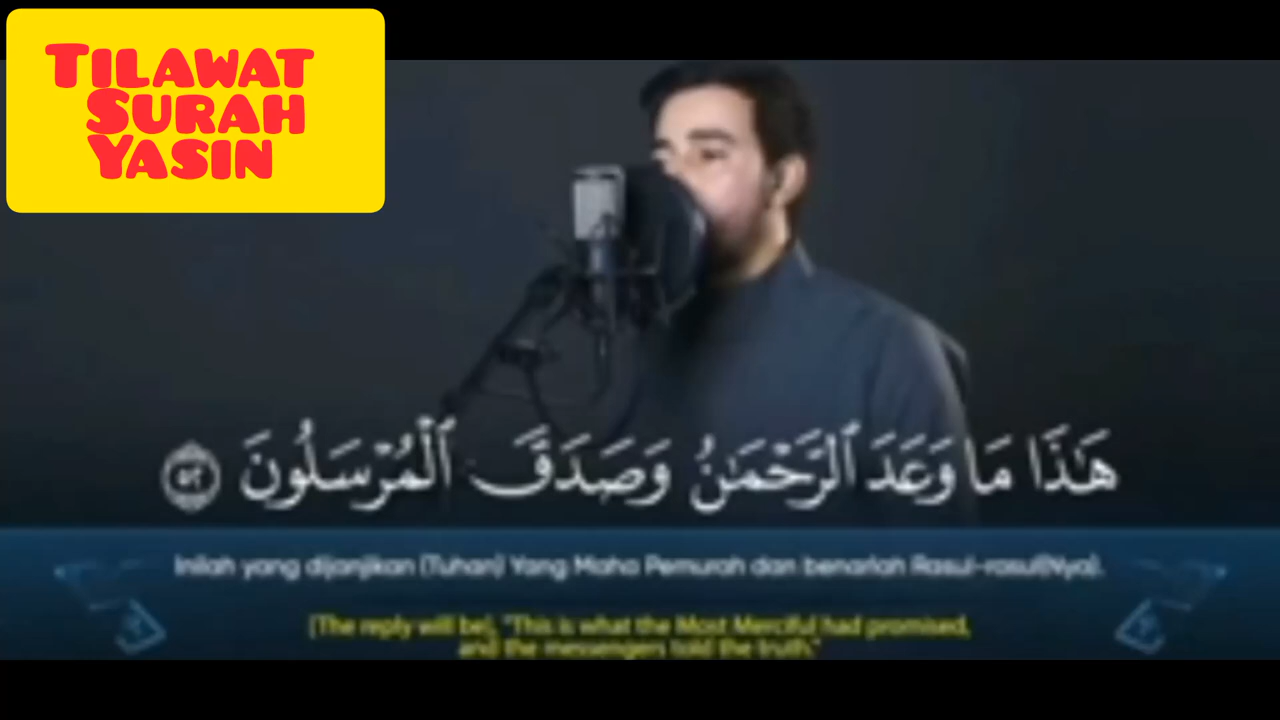 TILAWAT
SURAH
YASIN
هَٰذَا مَا وَعَدَ ٱلرَّحْمَٰنُ وَصَدَقَ ٱلْمُرْسَلُونَ ۝٥٢
Inilah yang dijanjikan (Tuhan) Yang Maha Pemurah dan benarlah Rasul-rasul(Nya).
[The reply will be], "This is what the Most Merciful had promised,
and the messengers told the truth."